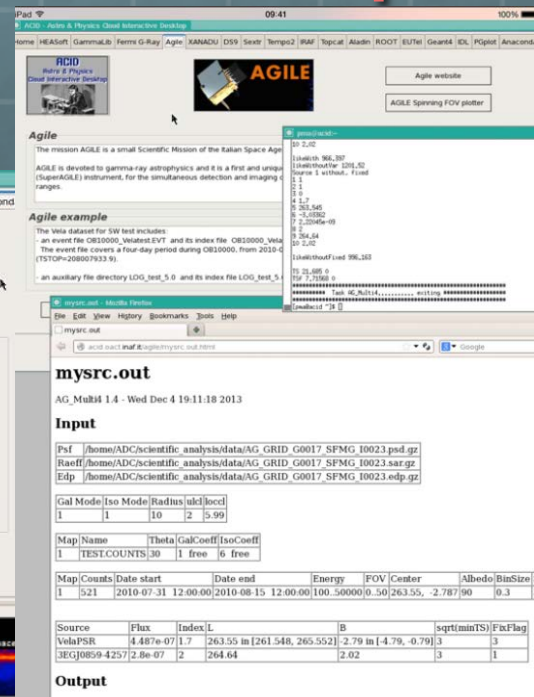 iPad
09:41
100%
ACID - Astro & Physics Cloud Interactive Desktop
Home HEASoft GammaLib Fermi G-Ray Agile XANADU DS9 Sextr Tempo2 IRAF Topcat Aladin ROOT EUTel Geant4 IDL PGplot Anaconda
ACID
Astro & Physics
Cloud Interactive Desktop
AGILE
Agile website
AGILE Spinning FOV plotter
Agile
The mission AGILE is a small Scientific Mission of the Italian Space Age
AGILE is devoted to gamma-ray astrophysics and it is a first and uniqu
(SuperAGILE) instrument, for the simultaneous detection and imaging o
ranges.
Agile example
The Vela dataset for SW test includes:
- an event file OB10000_Velatest.EVT and its index file OB10000_Vela
The event file covers a four-day period during OB10000, from 2010-0
(TSTOP=208007933.9).
- an auxiliary file directory LOG_test_5.0 and its index file LOG_test_5.
10 2,02
likeWith 966,397
likeWithoutVar 1201,52
Source 1 without, fixed
1 1
2 1
3 0
4 1,7
5 263,545
6 -3,03362
7 2,22045e-09
8 2
9 264,64
10 2,02
likeWithoutFixed 996,163
TS 21,685 0
TSF 7,71568 0
Task AG_Multi4........... exiting
mysrc.out - Mozilla Firefox
File Edit View History Bookmarks Tools Help
mysrc.out
acid.oact.inaf.it/agile/mysrc.out.html
Google
mysrc.out
AG_Multi4 1.4 - Wed Dec 4 19:11:18 2013
Input
Psf /home/ADC/scientific_analysis/data/AG_GRID_G0017_SFMG_I0023.psd.gz
Raeff /home/ADC/scientific_analysis/data/AG_GRID_G0017_SFMG_I0023.sar.gz
Edp /home/ADC/scientific_analysis/data/AG_GRID_G0017_SFMG_I0023.edp.gz
Gal Mode Iso Mode Radius ulcl loccl
1 1 10 2 5.99
Map Name Theta GalCoeff IsoCoeff
1 TEST.COUNTS 30 1 free 6 free
Map Counts Date start Date end Energy FOV Center Albedo BinSize
1 521 2010-07-31 12:00:00 2010-08-15 12:00:00 100..50000 0..50 263.55, -2.787 90 0.3
Source Flux Index L B sqrt(minTS) FixFlag
VelaPSR 4.487e-07 1.7 263.55 in [261.548, 265.552] -2.79 in [-4.79, -0.79] 3 3
3EGJ0859-4257 2.8e-07 2 264.64 2.02 3 1
Output